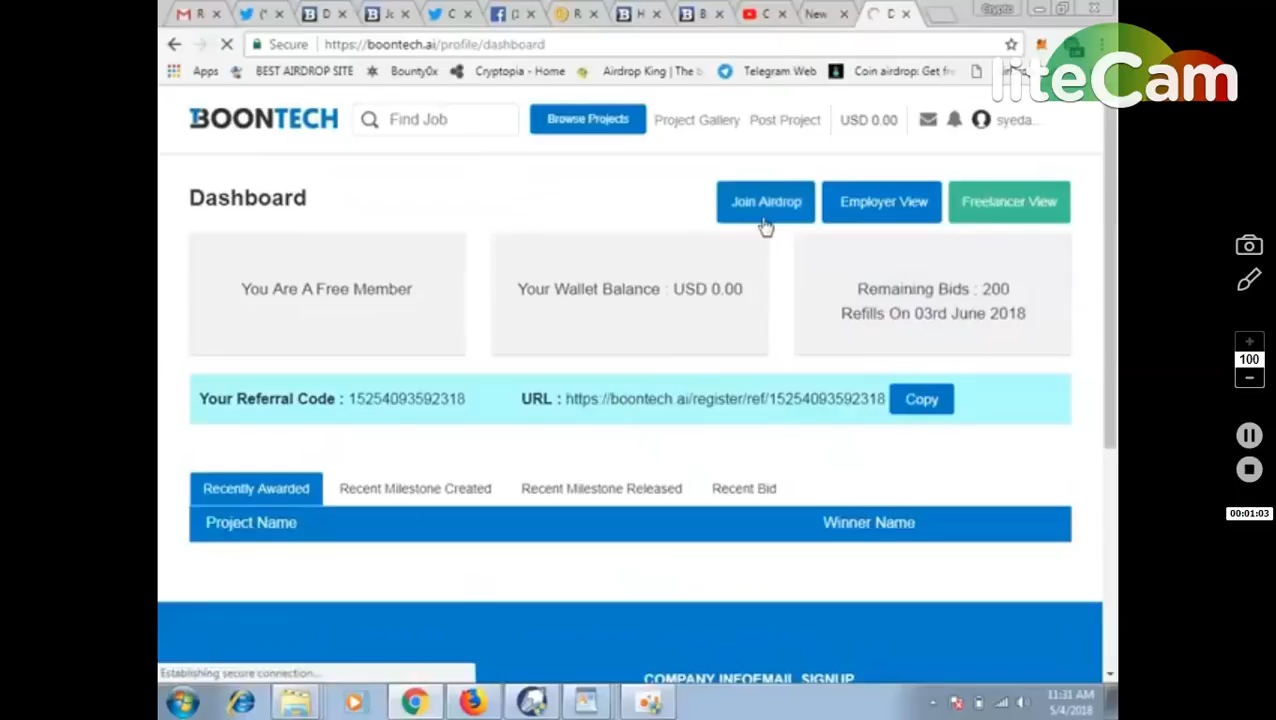 Secure
https://boontech.ai/profile/dashboard
Apps
BEST AIRDROP SITE
Bounty0x
Cryptopia - Home
Airdrop King | The b
Telegram Web
Coin airdrop: Get fre
liteCam
BOONTECH
Find Job
Browse Projects
Project Gallery
Post Project
USD 0.00
syeda...
Dashboard
Join Airdrop
Employer View
Freelancer View
You Are A Free Member
Your Wallet Balance : USD 0.00
Remaining Bids : 200
Refills On 03rd June 2018
Your Referral Code : 15254093592318
URL : https://boontech.ai/register/ref/15254093592318
Copy
100
Recently Awarded
Recent Milestone Created
Recent Milestone Released
Recent Bid
Project Name
Winner Name
00:01:03
Establishing secure connection...
COMPANY INFO
EMAIL SIGNUP
11:31 AM
5/4/2018